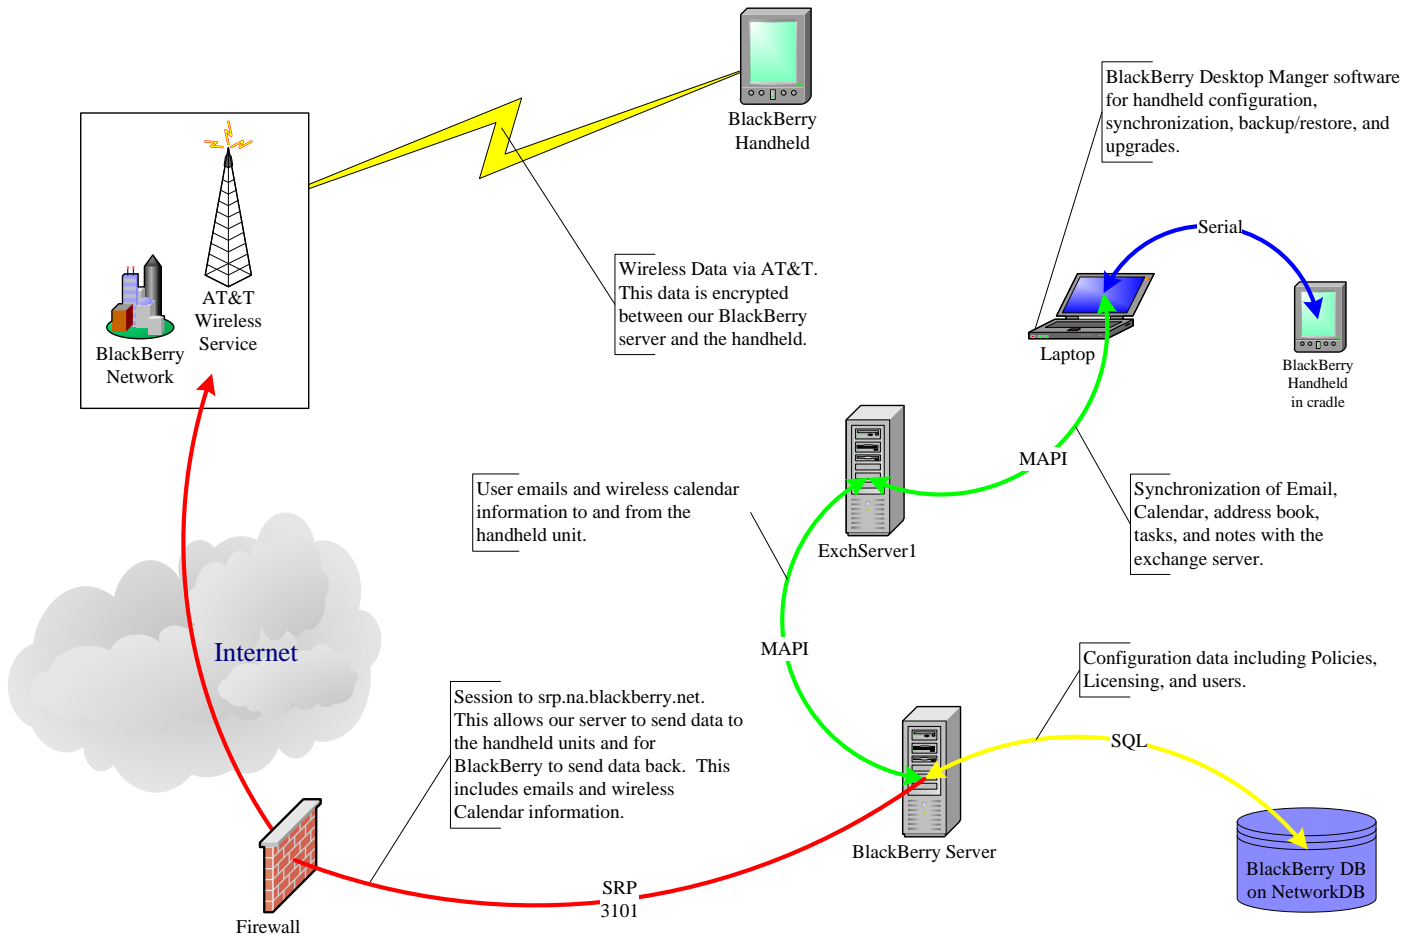 BlackBerry
Handheld
BlackBerry Desktop Manger software
for handheld configuration,
synchronization, backup/restore, and
upgrades.
AT&T
Wireless
Service
BlackBerry
Network
Wireless Data via AT&T.
This data is encrypted
between our BlackBerry
server and the handheld.
Serial
Laptop
BlackBerry
Handheld
in cradle
MAPI
User emails and wireless calendar
information to and from the
handheld unit.
ExchServer1
Synchronization of Email,
Calendar, address book,
tasks, and notes with the
exchange server.
Internet
MAPI
Configuration data including Policies,
Licensing, and users.
Session to srp.na.blackberry.net.
This allows our server to send data to
the handheld units and for
BlackBerry to send data back.  This
includes emails and wireless
Calendar information.
SQL
BlackBerry Server
BlackBerry DB
on NetworkDB
SRP
3101
Firewall